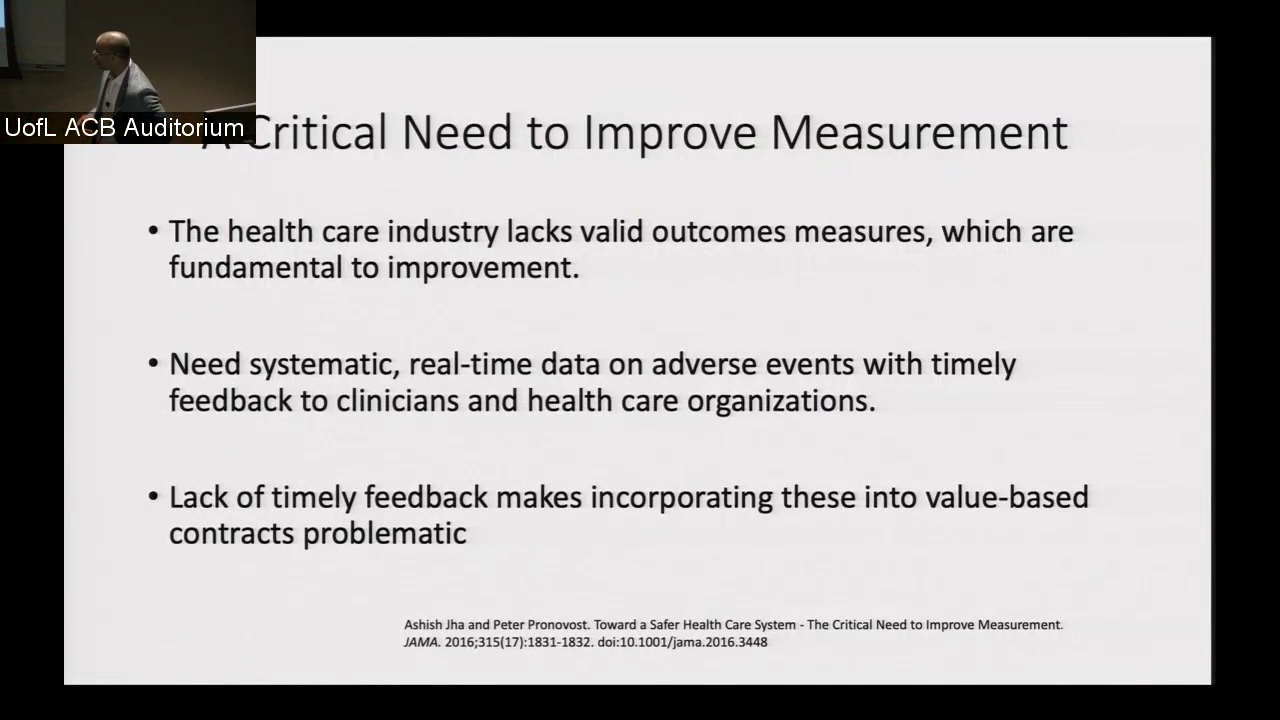 UofL ACB Auditorium
A Critical Need to Improve Measurement
• The health care industry lacks valid outcomes measures, which are
fundamental to improvement.
• Need systematic, real-time data on adverse events with timely
feedback to clinicians and health care organizations.
• Lack of timely feedback makes incorporating these into value-based
contracts problematic
Ashish Jha and Peter Pronovost. Toward a Safer Health Care System - The Critical Need to Improve Measurement.
JAMA. 2016;315(17):1831-1832. doi:10.1001/jama.2016.3448